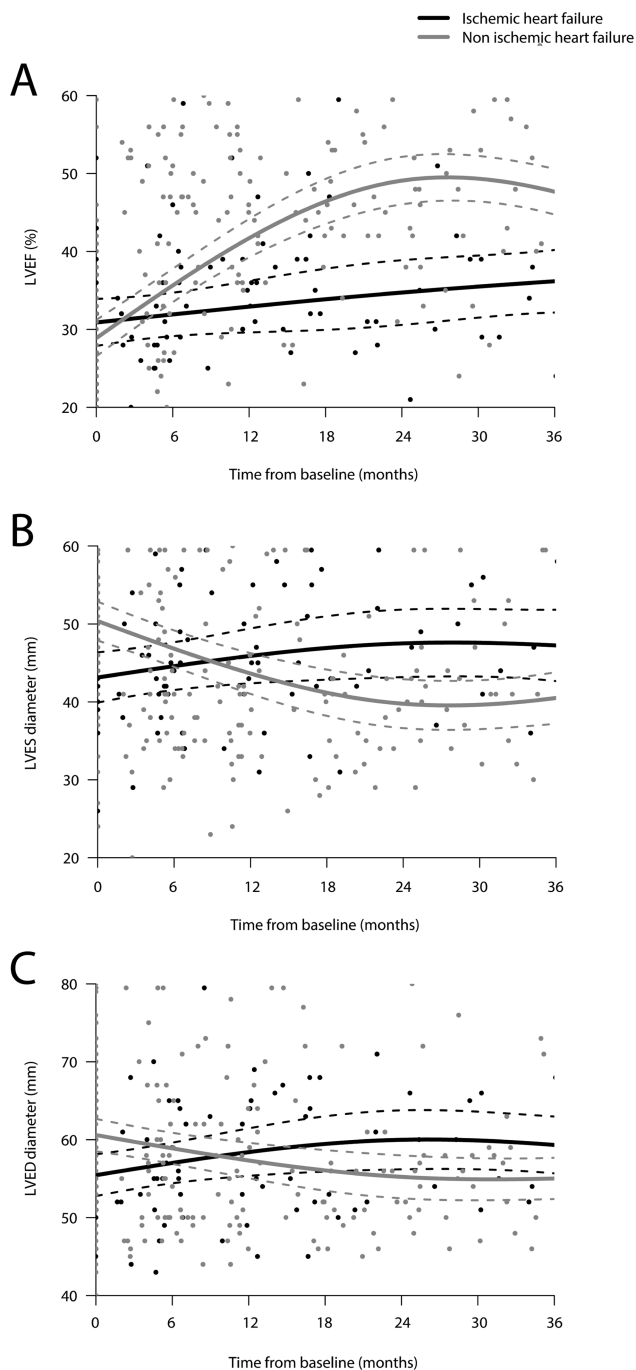 Ischemic heart failure
Non ischemic heart failure
A
60
50
40
30
20
LVEF (%)
0 6 12 18 24 30 36
Time from baseline (months)
B
60
50
40
30
20
LVES diameter (mm)
0 6 12 18 24 30 36
Time from baseline (months)
C
80
70
60
50
40
LVED diameter (mm)
0 6 12 18 24 30 36
Time from baseline (months)